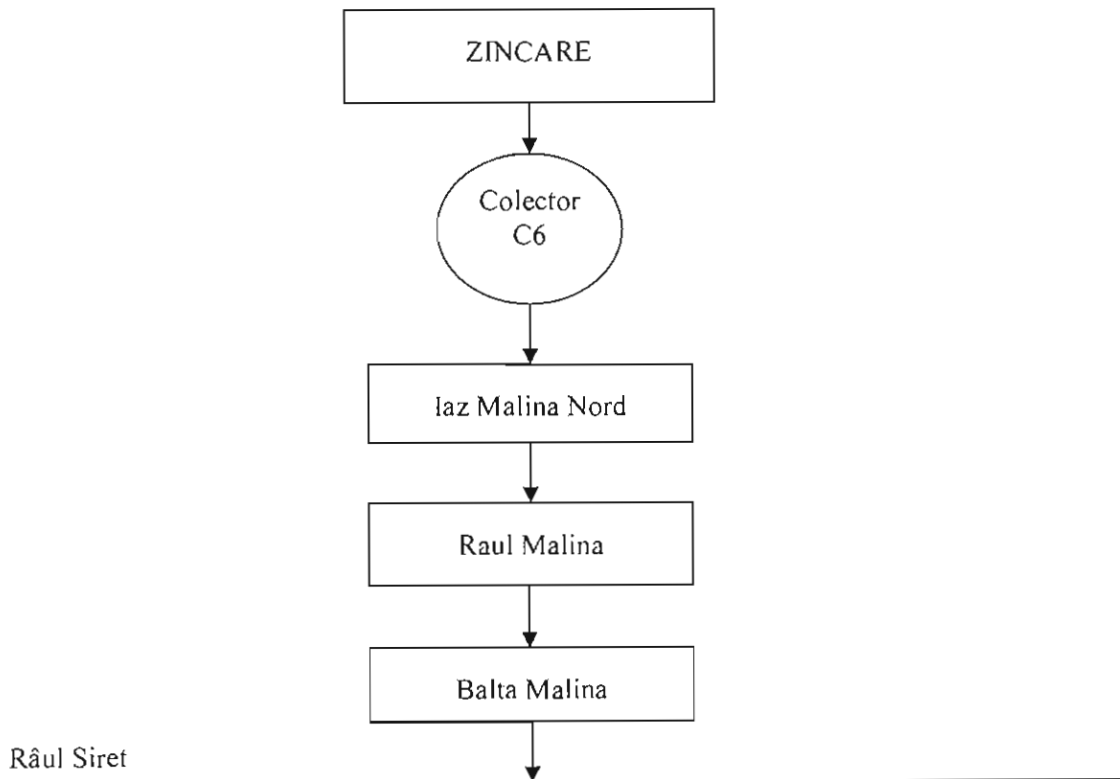 ZINCARE
Colector
C6
Iaz Malina Nord
Raul Malina
Balta Malina
Râul Siret